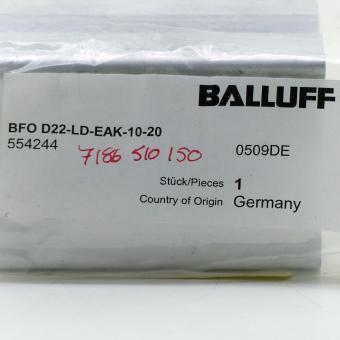 BALLUFF
BFO D22-LD-EAK-10-20
554244 7186 510 150 0509DE
Stück/Pieces 1
Country of Origin Germany